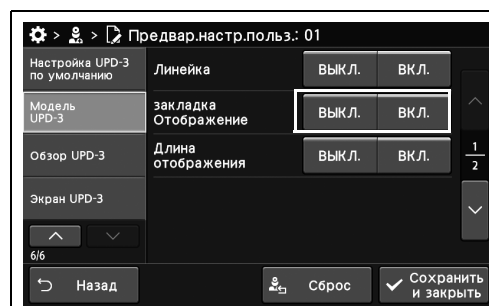 > > Предвар.настр.польз.: 01
Настройка UPD-3
по умолчанию
Линейка
ВЫКЛ.
ВКЛ.
Модель
UPD-3
закладка
Отображение
ВЫКЛ.
ВКЛ.
Обзор UPD-3
Длина
отображения
ВЫКЛ.
ВКЛ.
1
2
Экран UPD-3
6/6
Назад
Сброс
Сохранить
и закрыть